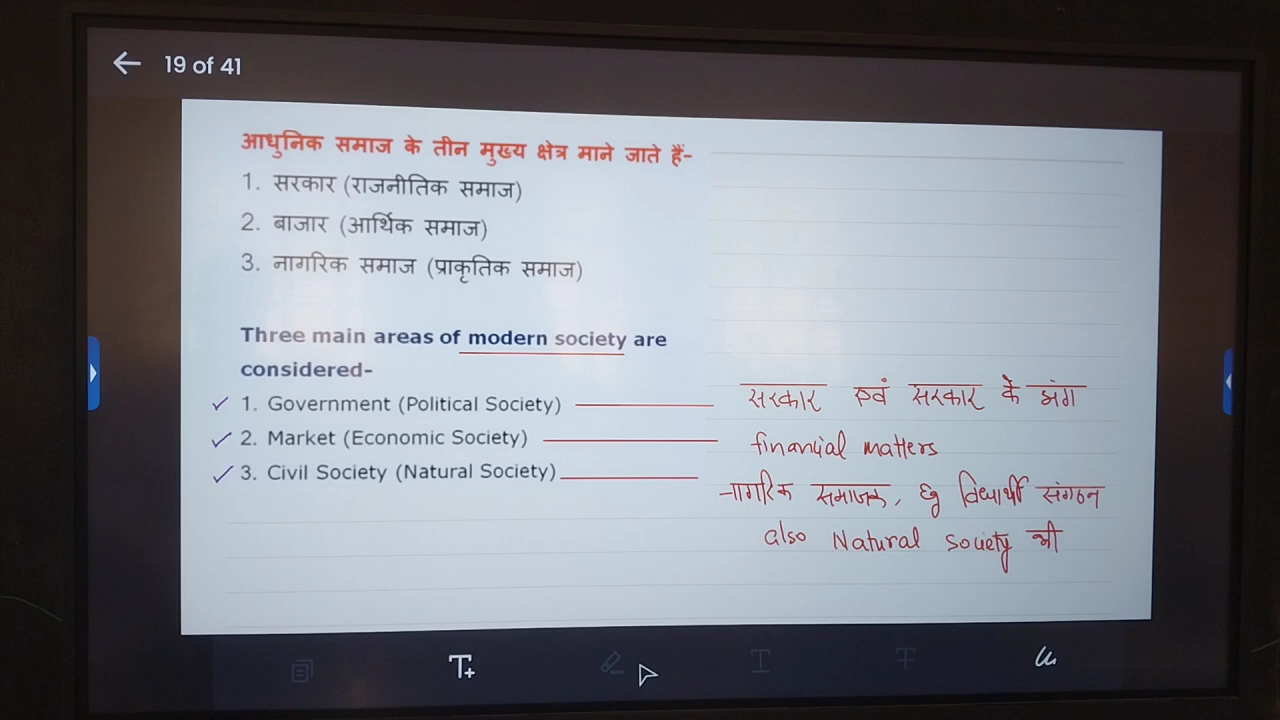 19 of 41
आधुनिक समाज के तीन मुख्य क्षेत्र माने जाते हैं-
1. सरकार (राजनीतिक समाज)
2. बाजार (आर्थिक समाज)
3. नागरिक समाज (प्राकृतिक समाज)
Three main areas of modern society are
considered-
1. Government (Political Society)
सरकार एवं सरकार के अंग
2. Market (Economic Society)
financial matters
3. Civil Society (Natural Society)
नागरिक समाज, विद्यार्थी संगठन
also Natural Society भी